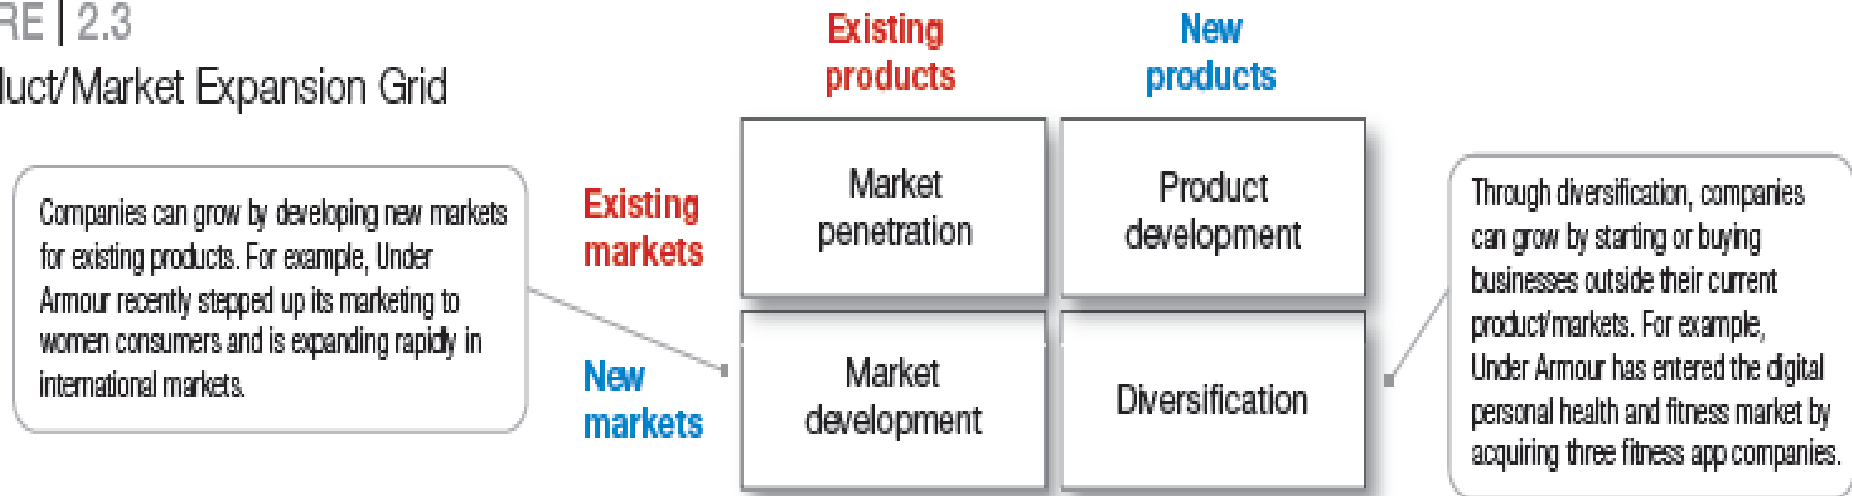 RE | 2.3
duct/Market Expansion Grid
Existing
products
New
products
Companies can grow by developing new markets
for existing products. For example, Under
Armour recently stepped up its marketing to
women consumers and is expanding rapidly in
international markets.
Existing
markets
Market
penetration
Product
development
New
markets
Market
development
Diversification
Through diversification, companies
can grow by starting or buying
businesses outside their current
product/markets. For example,
Under Armour has entered the digital
personal health and fitness market by
acquiring three fitness app companies.